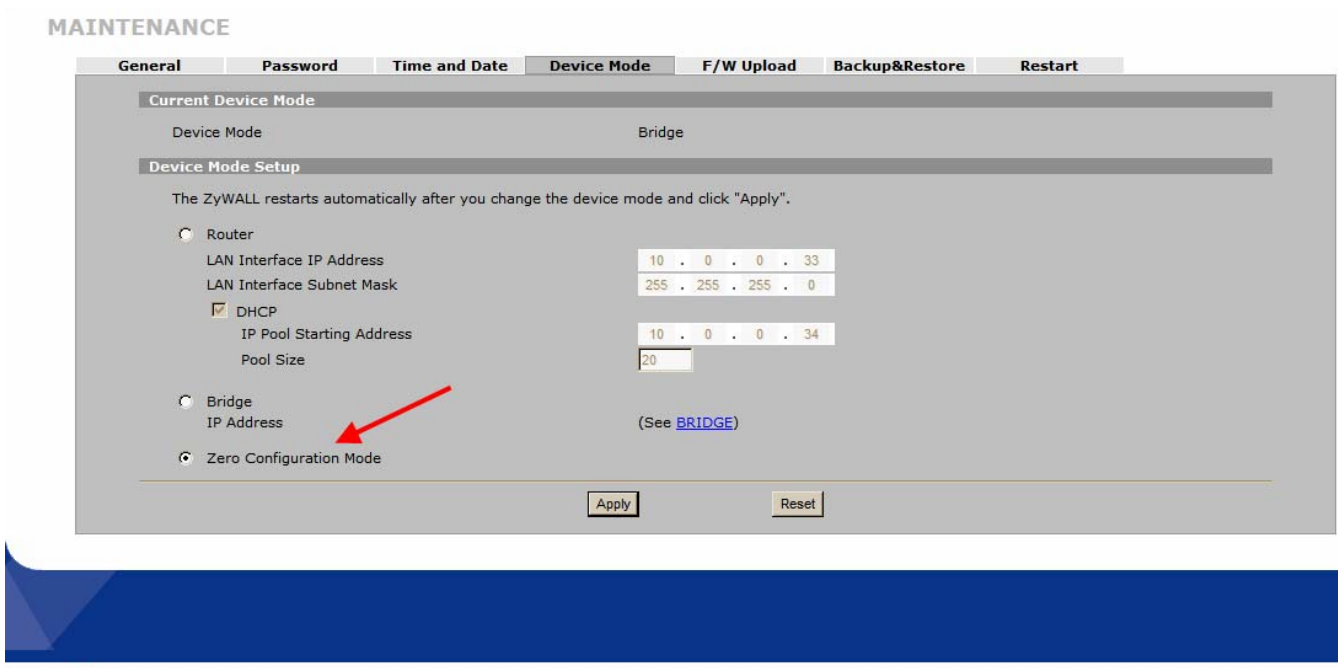 MAINTENANCE
General Password Time and Date Device Mode F/W Upload Backup&Restore Restart
Current Device Mode
Device Mode Bridge
Device Mode Setup
The ZyWALL restarts automatically after you change the device mode and click "Apply".
Router
LAN Interface IP Address 10 . 0 . 0 . 33
LAN Interface Subnet Mask 255 . 255 . 255 . 0
DHCP
IP Pool Starting Address 10 . 0 . 0 . 34
Pool Size 20
Bridge
IP Address (See BRIDGE)
Zero Configuration Mode
Apply Reset